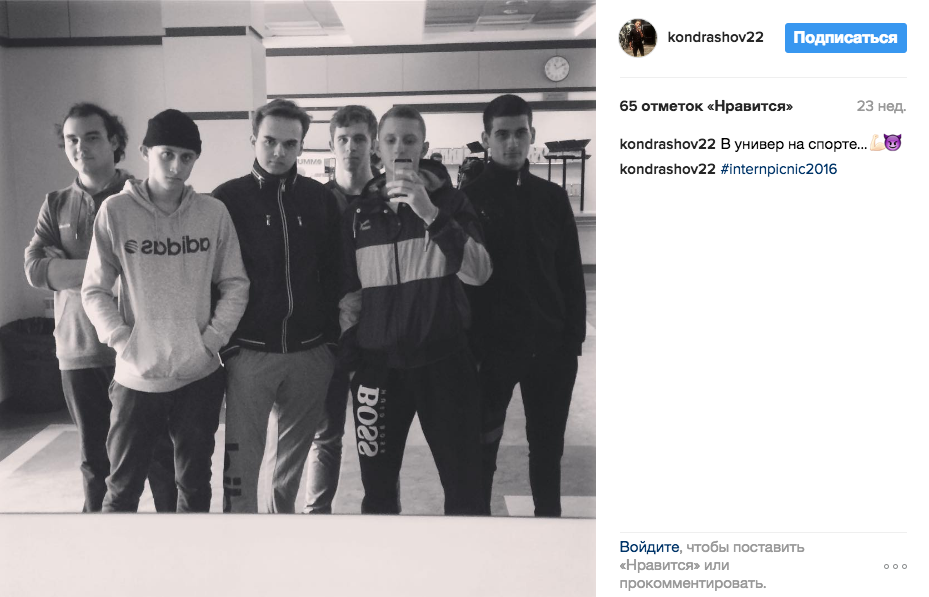 kondrashov22
Подписаться
65 отметок «Нравится»
23 нед.
kondrashov22 В универ на спорте...💪🏻😈
kondrashov22 #internpicnic2016
adidas
BOSS
Войдите, чтобы поставить
«Нравится» или
прокомментировать.